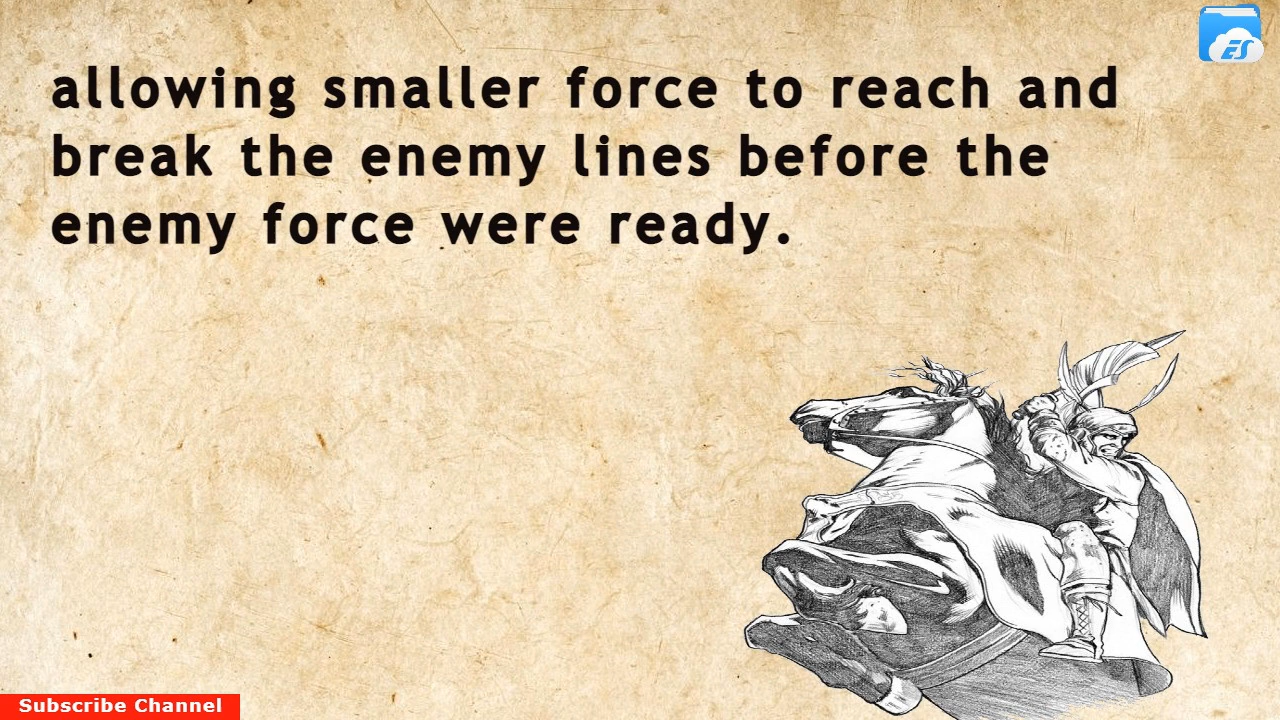 allowing smaller force to reach and
break the enemy lines before the
enemy force were ready.
ES
Subscribe Channel